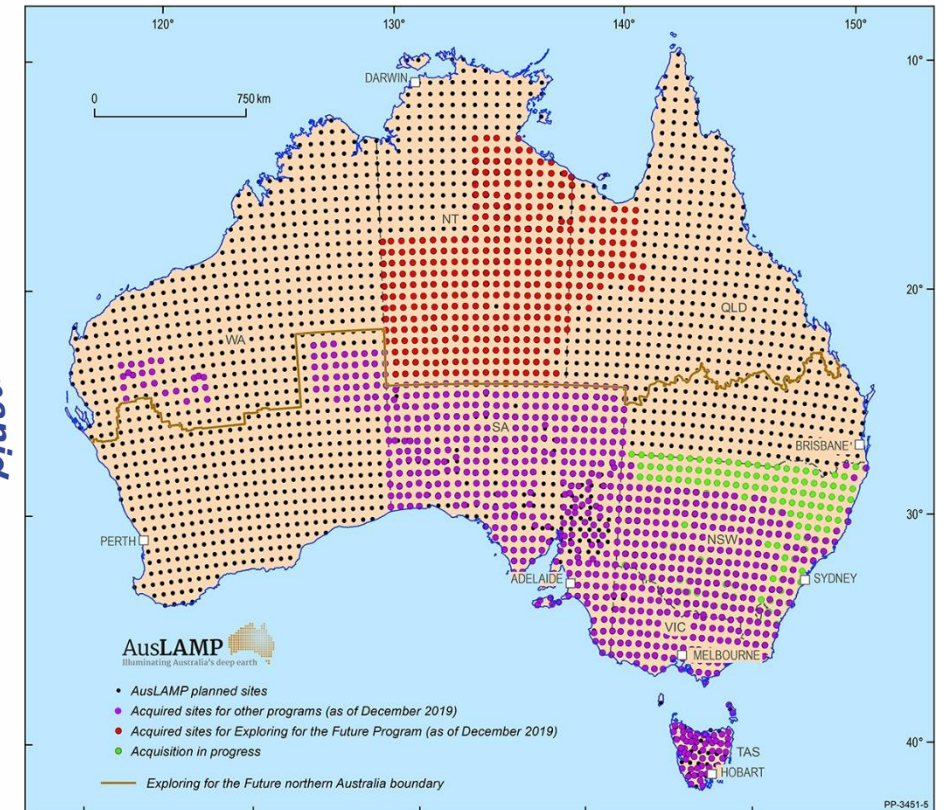 120° 130° 140° 150°
10°
DARWIN
0 750 km
NT
20°
QLD
WA
SA
BRISBANE
30°
PERTH
NSW
ADELAIDE
SYDNEY
VIC
MELBOURNE
AusLAMP
Illuminating Australia's deep earth
AusLAMP planned sites
Acquired sites for other programs (as of December 2019)
Acquired sites for Exploring for the Future Program (as of December 2019)
Acquisition in progress
Exploring for the Future northern Australia boundary
40°
TAS
HOBART
PP-3451-5